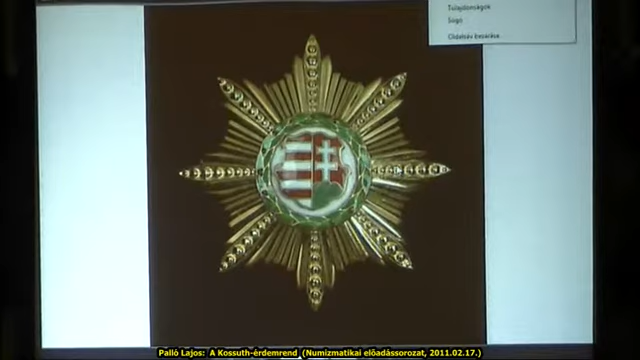 Tulajdonságok
Súgó
Oldalsáv bezárása
Palló Lajos: A Kossuth-érdemrend (Numizmatikai előadássorozat, 2011.02.17.)